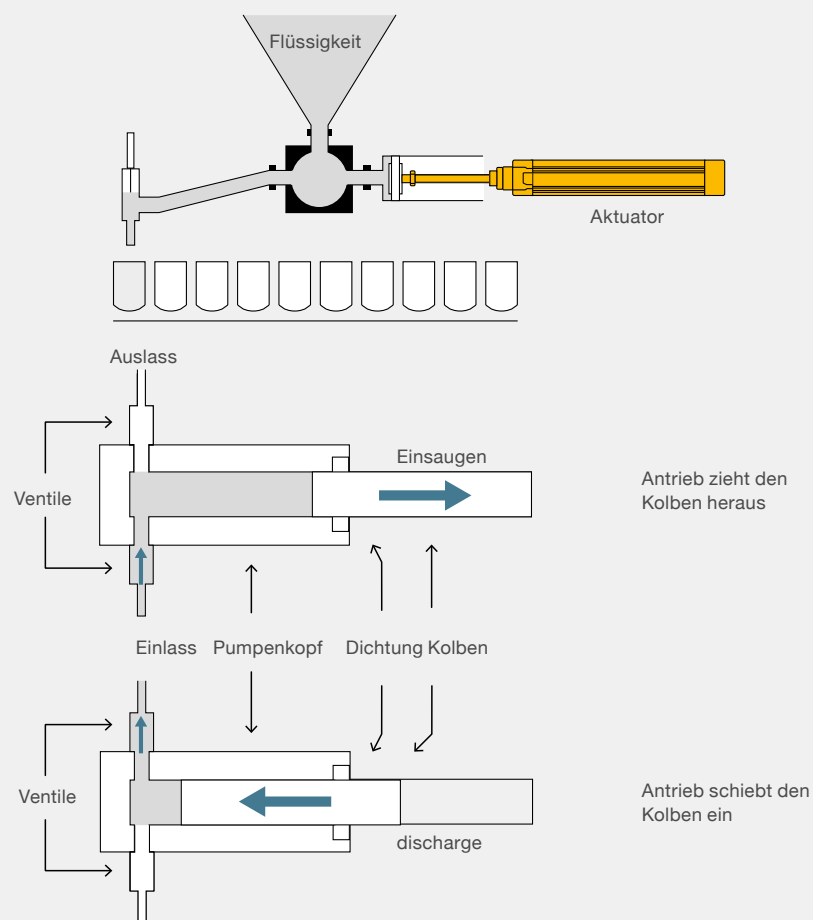 Flüssigkeit
Aktuator
Auslass
Einsaugen
Antrieb zieht den
Kolben heraus
Ventile
Einlass Pumpenkopf Dichtung Kolben
Ventile
Antrieb schiebt den
Kolben ein
discharge